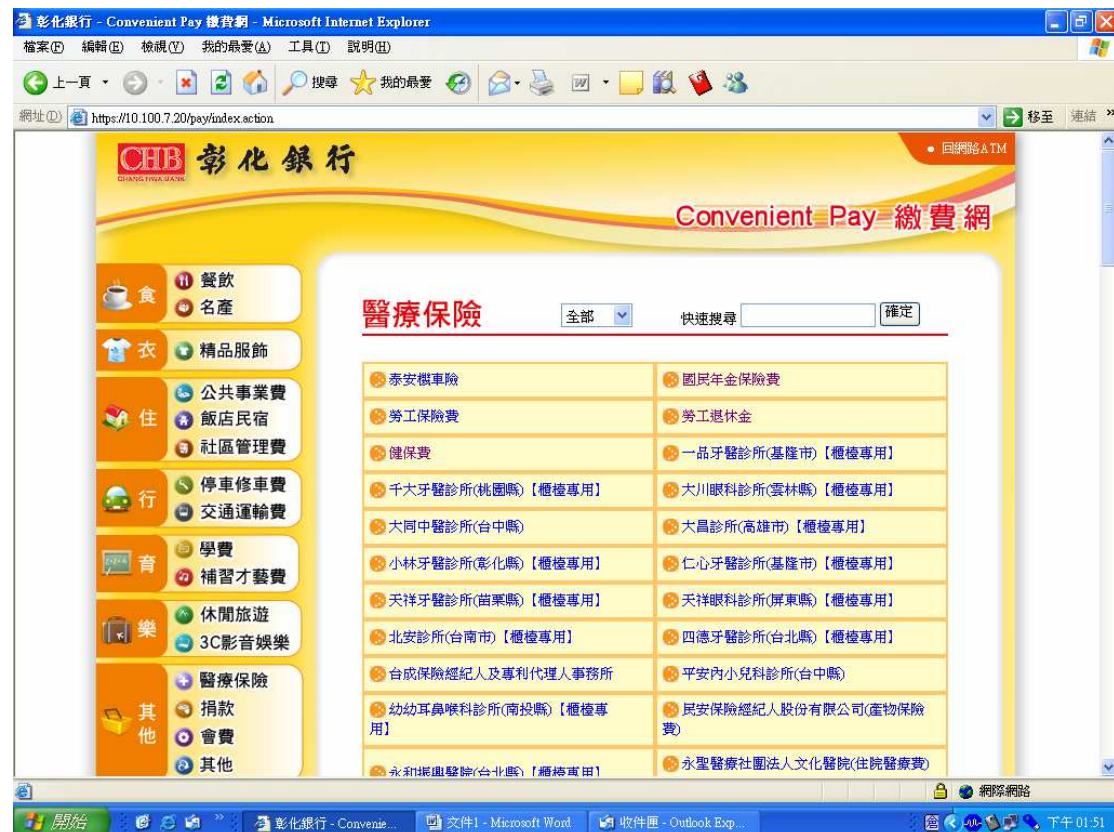 彰化銀行 - Convenient Pay 繳費網 - Microsoft Internet Explorer
檔案(F) 編輯(E) 檢視(V) 我的最愛(A) 工具(T) 說明(H)
上一頁 搜尋 我的最愛
網址(D) https://10.100.7.20/pay/index.action 移至 連結 »
CHB 彰化銀行
CHANG HWA BANK
• 回網路ATM
Convenient Pay 繳費網
食
餐飲
名產
衣
精品服飾
住
公共事業費
飯店民宿
社區管理費
行
停車修車費
交通運輸費
育
學費
補習才藝費
樂
休閒旅遊
3C影音娛樂
其他
醫療保險
捐款
會費
其他
醫療保險 全部 快速搜尋 確定
泰安機車險 國民年金保險費
勞工保險費 勞工退休金
健保費 一品牙醫診所(基隆市)【櫃檯專用】
千大牙醫診所(桃園縣)【櫃檯專用】 大川眼科診所(雲林縣)【櫃檯專用】
大同中醫診所(台中縣) 大昌診所(高雄市)【櫃檯專用】
小林牙醫診所(彰化縣)【櫃檯專用】 仁心牙醫診所(基隆市)【櫃檯專用】
天祥牙醫診所(苗栗縣)【櫃檯專用】 天祥眼科診所(屏東縣)【櫃檯專用】
北安診所(台南市)【櫃檯專用】 四德牙醫診所(台北縣)【櫃檯專用】
台成保險經紀人及專利代理人事務所 平安內小兒科診所(台中縣)
幼幼耳鼻喉科診所(南投縣)【櫃檯專
用】
民安保險經紀人股份有限公司(產物保險
費)
永和振興醫院(台北縣)【櫃檯專用】 永聖醫療社團法人文化醫院(住院醫療費)
網際網路
開始 » 彰化銀行 - Convenie... 文件1 - Microsoft Word 收件匣 - Outlook Exp... 下午 01:51